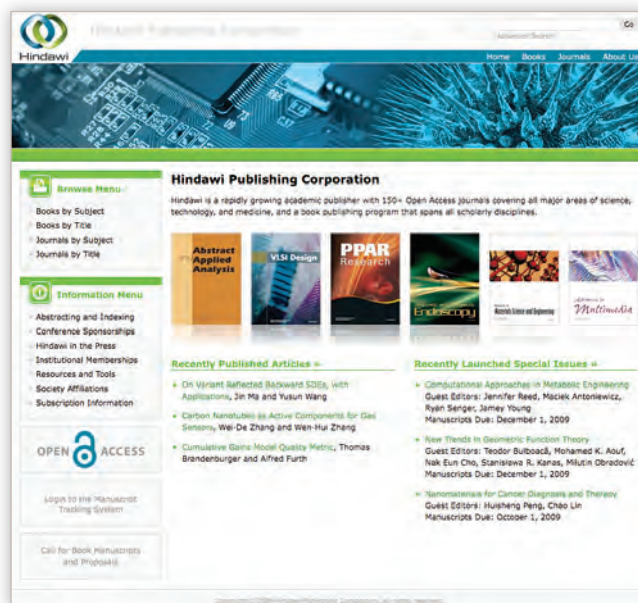 Hindawi
Hindawi Publishing Corporation
Advanced Search
Go
Home Books Journals About Us
Browse Menu
Books by Subject
Books by Title
Journals by Subject
Journals by Title
Information Menu
Abstracting and Indexing
Conference Sponsorships
Hindawi in the Press
Institutional Memberships
Resources and Tools
Society Affiliations
Subscription Information
OPEN ACCESS
Login to the Manuscript
Tracking System
Call for Book Manuscripts
and Proposals
Hindawi Publishing Corporation
Hindawi is a rapidly growing academic publisher with 150+ Open Access journals covering all major areas of science,
technology, and medicine, and a book publishing program that spans all scholarly disciplines.
Abstract
Applied
Analysis
VLSI Design
PPAR
Research
Endoscopy
Materials Science and Engineering
Multimedia
Recently Published Articles »
On Variant Reflected Backward SDEs, with
Applications, Jin Ma and Yusun Wang
Carbon Nanotubes as Active Components for Gas
Sensors, Wei-De Zhang and Wen-Hui Zhang
Cumulative Gains Model Quality Metric, Thomas
Brandenburger and Alfred Furth
Recently Launched Special Issues »
Computational Approaches in Metabolic Engineering
Guest Editors: Jennifer Reed, Maciek Antoniewicz,
Ryan Senger, Jamey Young
Manuscripts Due: December 1, 2009
New Trends in Geometric Function Theory
Guest Editors: Teodor Bulboacă, Mohamed K. Aouf,
Nak Eun Cho, Stanisława R. Kanas, Milutin Obradović
Manuscripts Due: December 1, 2009
Nanomaterials for Cancer Diagnosis and Therapy
Guest Editors: Huisheng Peng, Chao Lin
Manuscripts Due: October 1, 2009